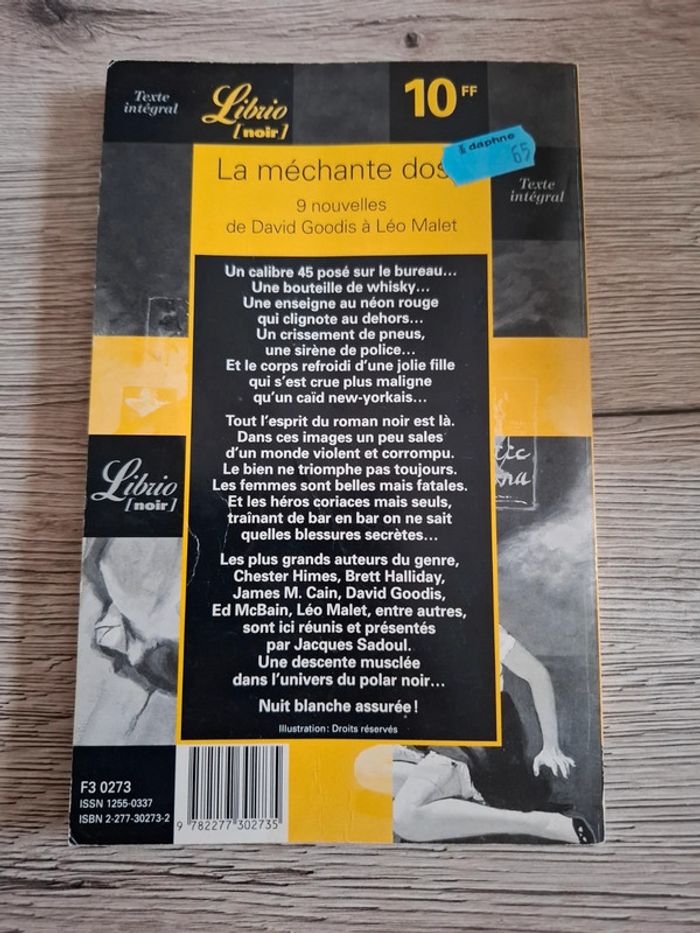 Texte
intégral
Librio
[noir]
10 FF
daphne
65
La méchante dos
9 nouvelles
de David Goodis à Léo Malet
Texte
intégral
Un calibre 45 posé sur le bureau...
Une bouteille de whisky...
Une enseigne au néon rouge
qui clignote au dehors...
Un crissement de pneus,
une sirène de police...
Et le corps refroidi d'une jolie fille
qui s'est crue plus maligne
qu'un caïd new-yorkais...
Tout l'esprit du roman noir est là.
Dans ces images un peu sales
d'un monde violent et corrompu.
Le bien ne triomphe pas toujours.
Les femmes sont belles mais fatales.
Et les héros coriaces mais seuls,
traînant de bar en bar on ne sait
quelles blessures secrètes...
Librio
[noir]
Les plus grands auteurs du genre,
Chester Himes, Brett Halliday,
James M. Cain, David Goodis,
Ed McBain, Léo Malet, entre autres,
sont ici réunis et présentés
par Jacques Sadoul.
Une descente musclée
dans l'univers du polar noir...
Nuit blanche assurée !
Illustration : Droits réservés
F3 0273
ISSN 1255-0337
ISBN 2-277-30273-2
9 782277 302735